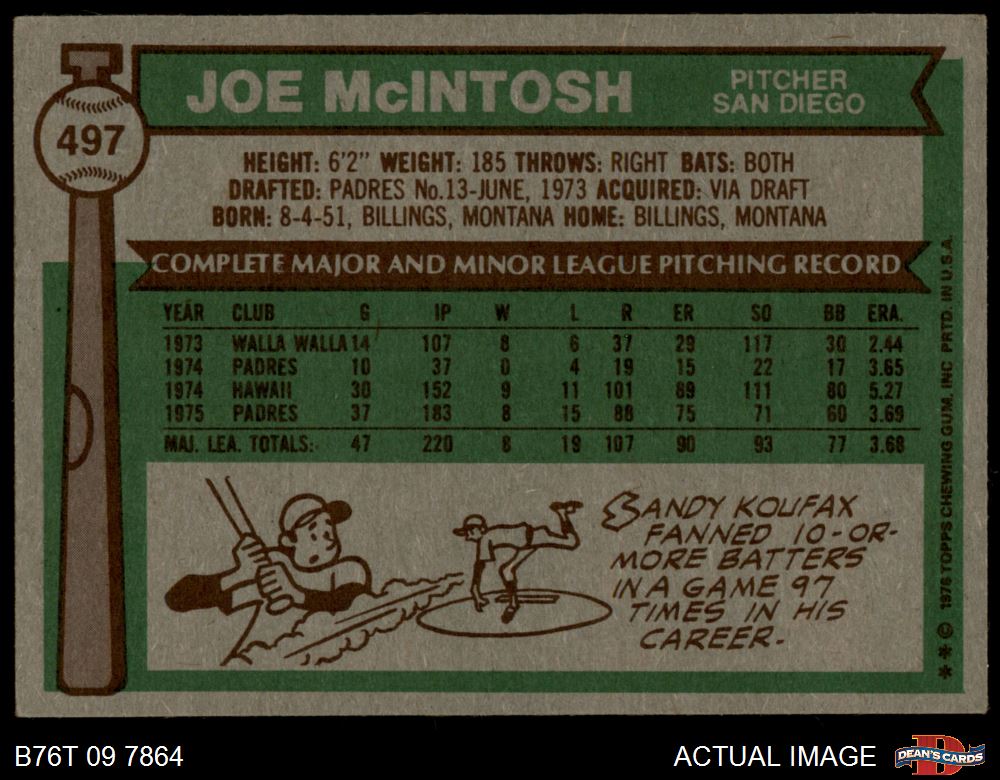 JOE McINTOSH
PITCHER
SAN DIEGO
497
HEIGHT: 6'2" WEIGHT: 185 THROWS: RIGHT BATS: BOTH
DRAFTED: PADRES No.13-JUNE, 1973 ACQUIRED: VIA DRAFT
BORN: 8-4-51, BILLINGS, MONTANA HOME: BILLINGS, MONTANA
COMPLETE MAJOR AND MINOR LEAGUE PITCHING RECORD
YEAR CLUB G IP W L R ER SO BB ERA.
1973 WALLA WALLA 14 107 8 6 37 29 117 30 2.44
1974 PADRES 10 37 0 4 19 15 22 17 3.65
1974 HAWAII 30 152 9 11 101 89 111 80 5.27
1975 PADRES 37 183 8 15 88 75 71 60 3.69
MAJ. LEA. TOTALS: 47 220 8 19 107 90 93 77 3.68
SANDY KOUFAX
FANNED 10-OR-
MORE BATTERS
IN A GAME 97
TIMES IN HIS
CAREER.
* * © 1976 TOPPS CHEWING GUM, INC PRTD. IN U.S.A.
B76T 09 7864
ACTUAL IMAGE
DEAN'S CARDS